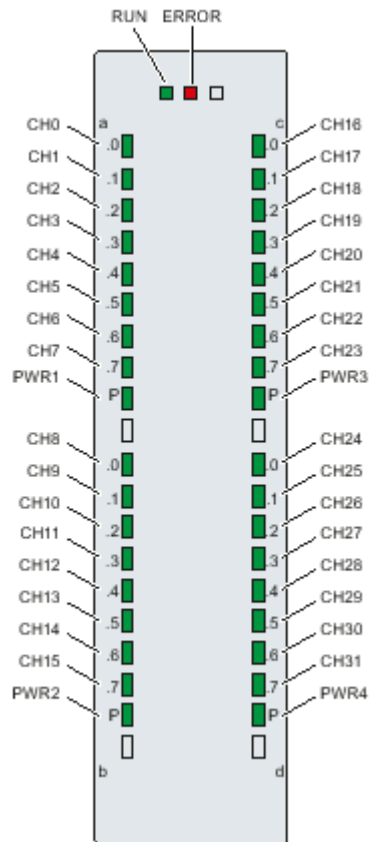 RUN ERROR
a c
CH0 .0 .0 CH16
CH1 .1 .1 CH17
CH2 .2 .2 CH18
CH3 .3 .3 CH19
CH4 .4 .4 CH20
CH5 .5 .5 CH21
CH6 .6 .6 CH22
CH7 .7 .7 CH23
PWR1 P P PWR3
CH8 .0 .0 CH24
CH9 .1 .1 CH25
CH10 .2 .2 CH26
CH11 .3 .3 CH27
CH12 .4 .4 CH28
CH13 .5 .5 CH29
CH14 .6 .6 CH30
CH15 .7 .7 CH31
PWR2 P P PWR4
b d